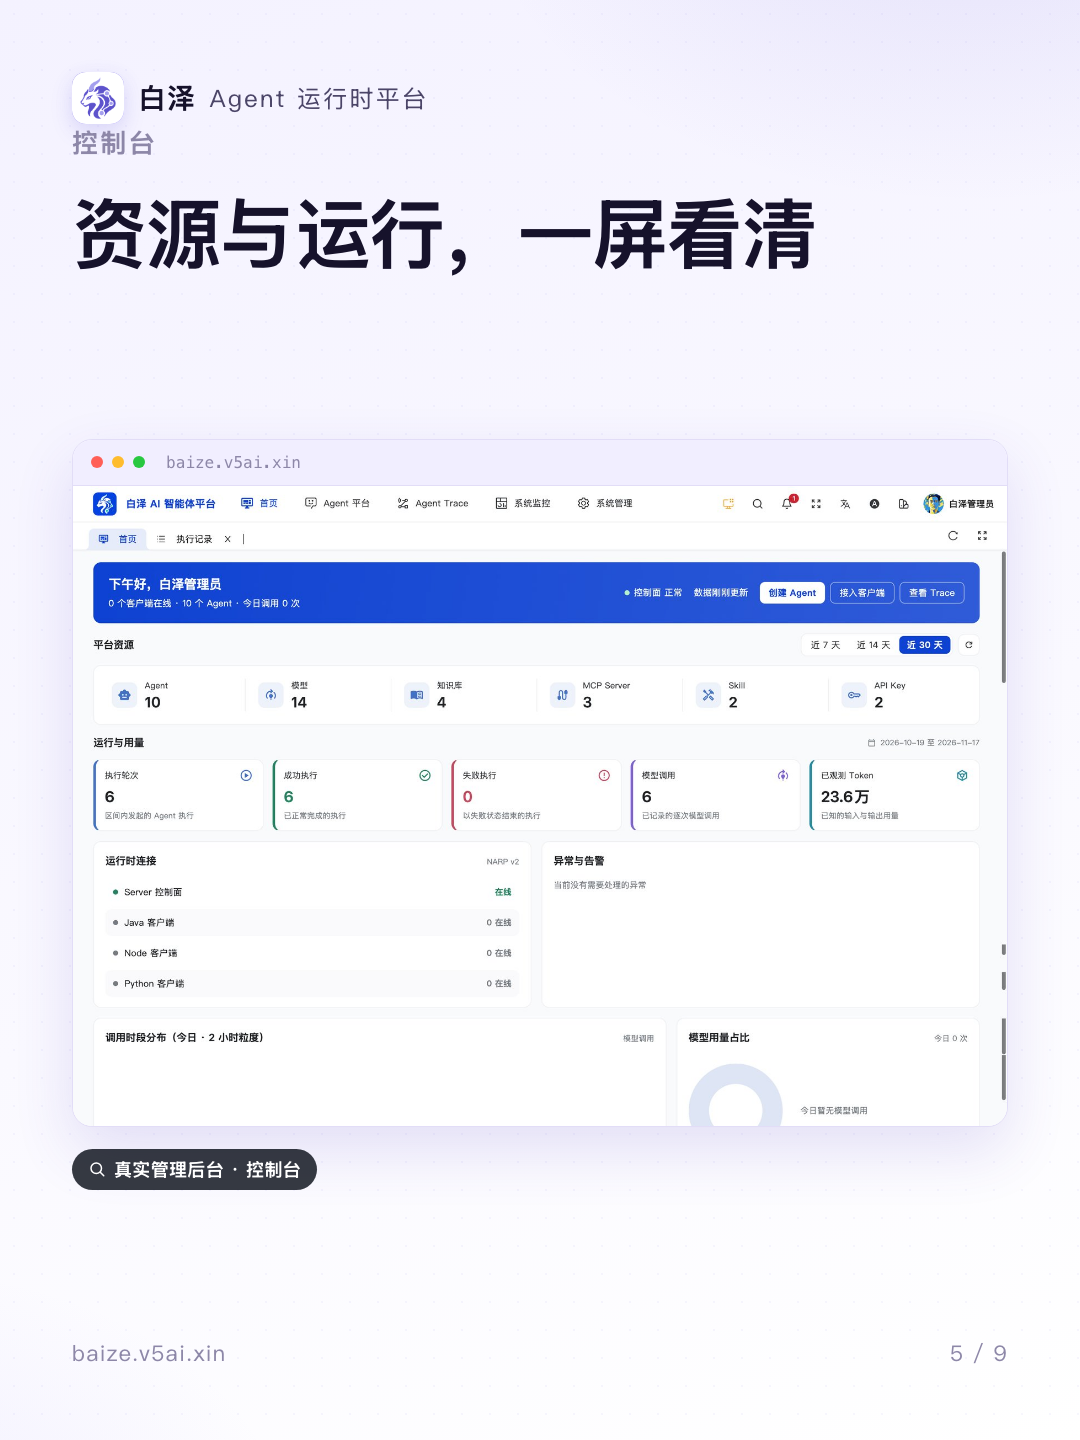 白泽 Agent 运行时平台
控制台
资源与运行，一屏看清
baize.v5ai.xin
白泽 AI 智能体平台 首页 Agent 平台 Agent Trace 系统监控 系统管理 1 白泽管理员
首页 执行记录 X
下午好，白泽管理员
0 个客户端在线 · 10 个 Agent · 今日调用 0 次
控制面 正常 数据刚刚更新 创建 Agent 接入客户端 查看 Trace
平台资源 近 7 天 近 14 天 近 30 天
Agent 模型 知识库 MCP Server Skill API Key
10 14 4 3 2 2
运行与用量 2026-10-19 至 2026-11-17
执行轮次 成功执行 失败执行 模型调用 已观测 Token
6 6 0 6 23.6万
区间内发起的 Agent 执行 已正常完成的执行 以失败状态结束的执行 已记录的逐次模型调用 已知的输入与输出用量
运行时连接 NARP v2 异常与告警
当前没有需要处理的异常
Server 控制面 在线
Java 客户端 0 在线
Node 客户端 0 在线
Python 客户端 0 在线
调用时段分布（今日 · 2 小时粒度） 模型调用 模型用量占比 今日 0 次
今日暂无模型调用
真实管理后台 · 控制台
baize.v5ai.xin 5 / 9